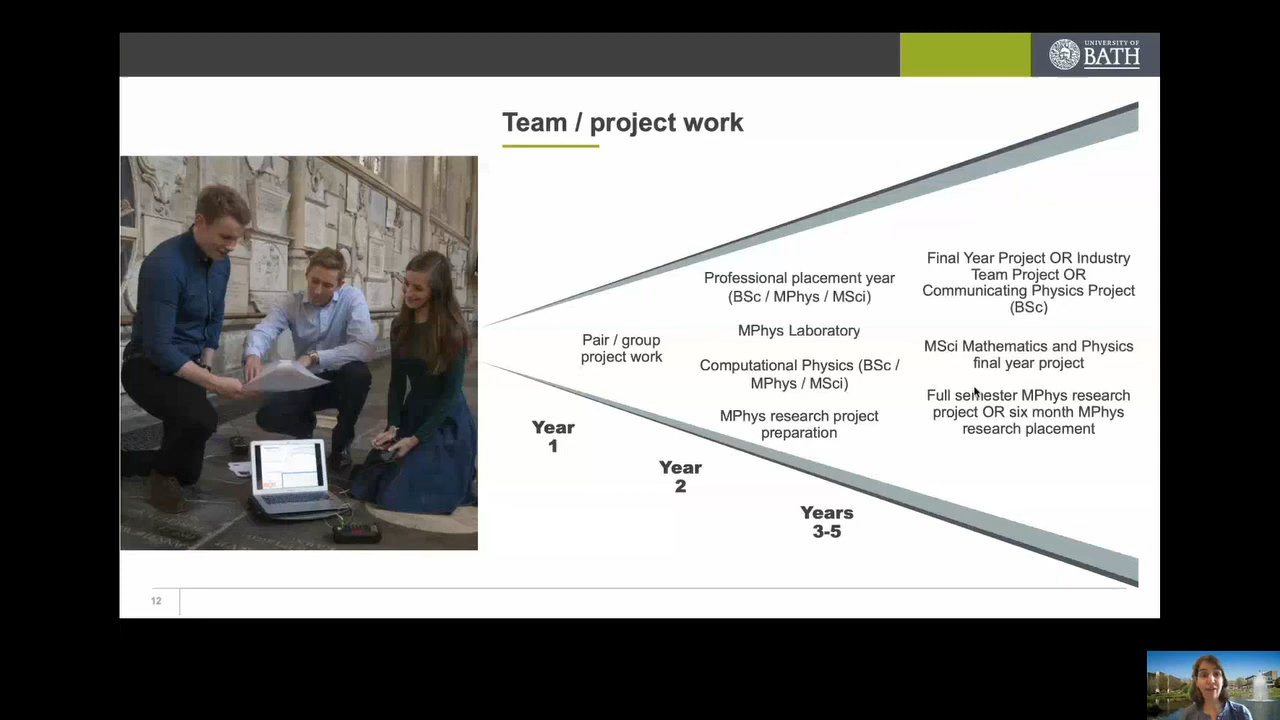 UNIVERSITY OF
BATH
Team / project work
Pair / group
project work
Professional placement year
(BSc / MPhys / MSci)
MPhys Laboratory
Computational Physics (BSc /
MPhys / MSci)
MPhys research project
preparation
Final Year Project OR Industry
Team Project OR
Communicating Physics Project
(BSc)
MSci Mathematics and Physics
final year project
Full semester MPhys research
project OR six month MPhys
research placement
Year
1
Year
2
Years
3-5
12